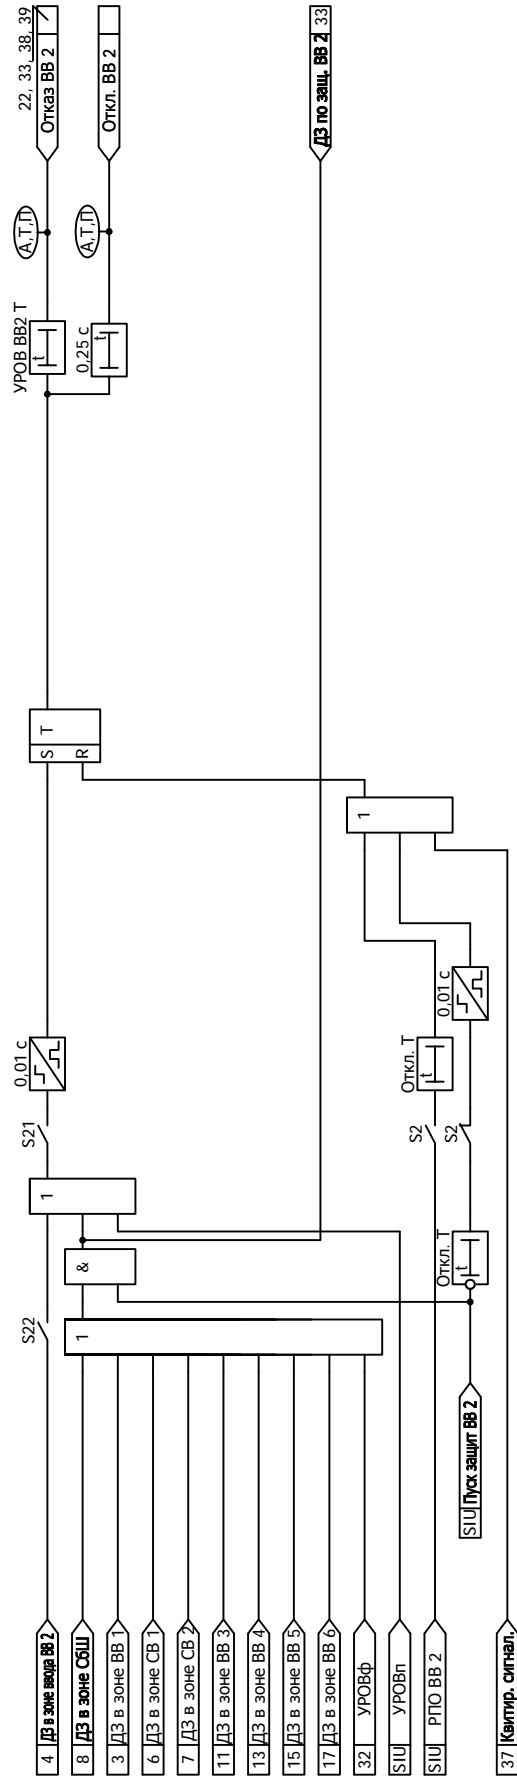 4 ДЗ в зоне ввода ВВ 2
8 ДЗ в зоне СбШ
3 ДЗ в зоне ВВ 1
6 ДЗ в зоне СВ 1
7 ДЗ в зоне СВ 2
11 ДЗ в зоне ВВ 3
13 ДЗ в зоне ВВ 4
15 ДЗ в зоне ВВ 5
17 ДЗ в зоне ВВ 6
32 УРОВф
SIU УРОВп
SIU РПО ВВ 2
SIU Пуск защит ВВ 2
37 Квитир. сигнал.
S22
1
&
1
S21
0,01 с
Откл. Т
t
S2
S2
Откл. Т
t
0,01 с
1
S T
R
УРОВ ВВ2 Т
t
0,25 с
t
А,Т,П
А,Т,П
Отказ ВВ 2
22, 33, 38, 39
Откл. ВВ 2
ДЗ по защ. ВВ 2 33